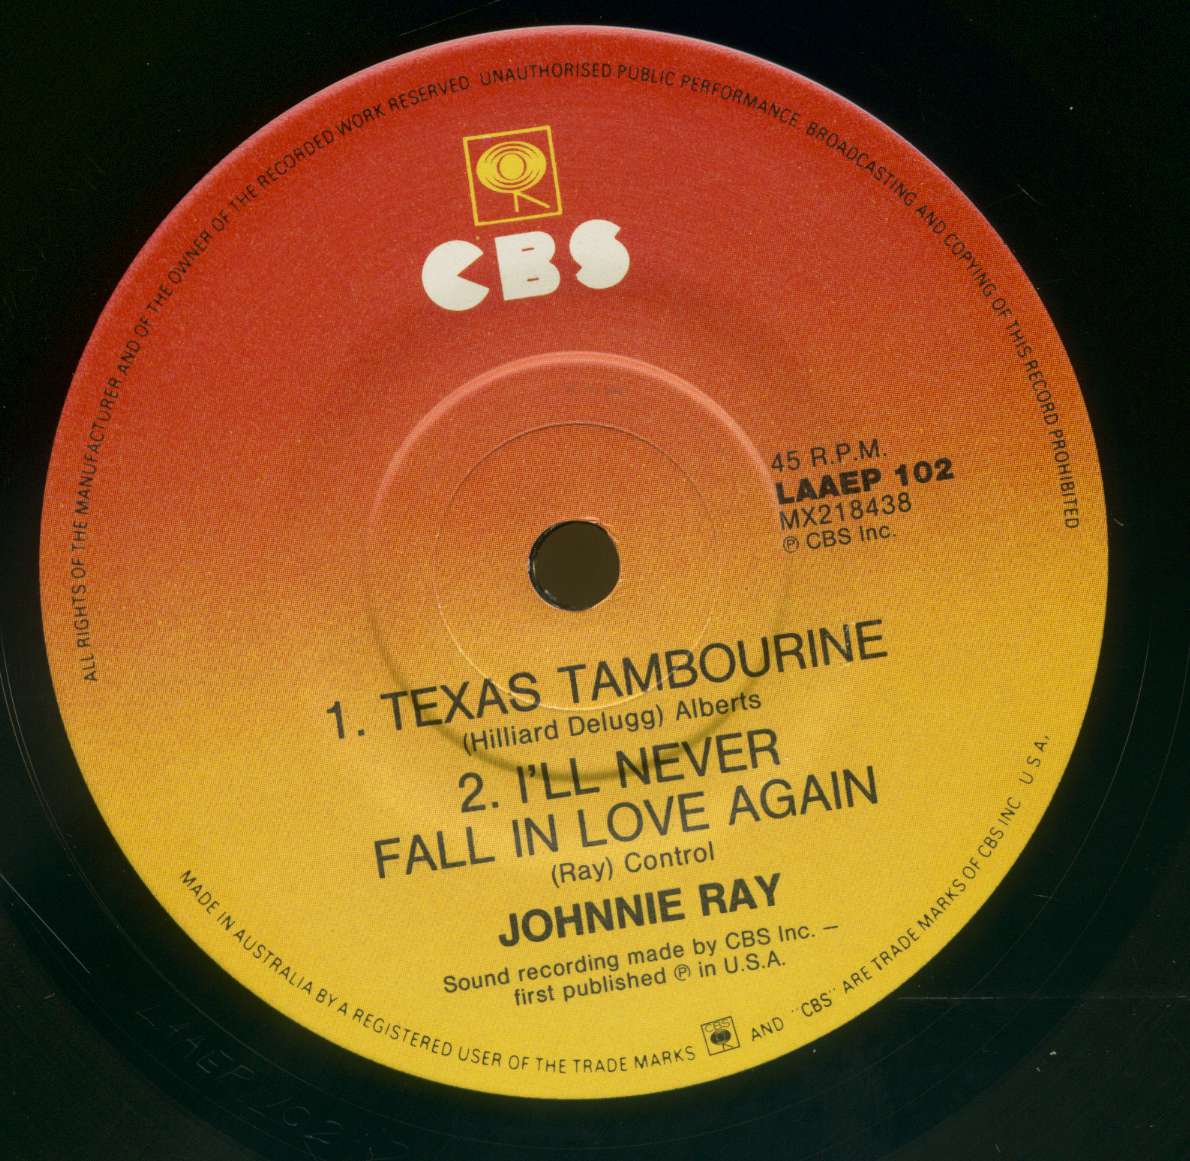 ALL RIGHTS OF THE MANUFACTURER AND OF THE OWNER OF THE RECORDED WORK RESERVED UNAUTHORISED PUBLIC PERFORMANCE BROADCASTING AND COPYING OF THIS RECORD PROHIBITED
CBS
45 R.P.M.
LAAEP 102
MX218438
℗ CBS Inc.
1. TEXAS TAMBOURINE
(Hilliard Delugg) Alberts
2. I'LL NEVER
FALL IN LOVE AGAIN
(Ray) Control
JOHNNIE RAY
Sound recording made by CBS Inc. –
first published ℗ in U.S.A.
MADE IN AUSTRALIA BY A REGISTERED USER OF THE TRADE MARKS CBS AND "CBS" ARE TRADE MARKS OF CBS INC U S A,